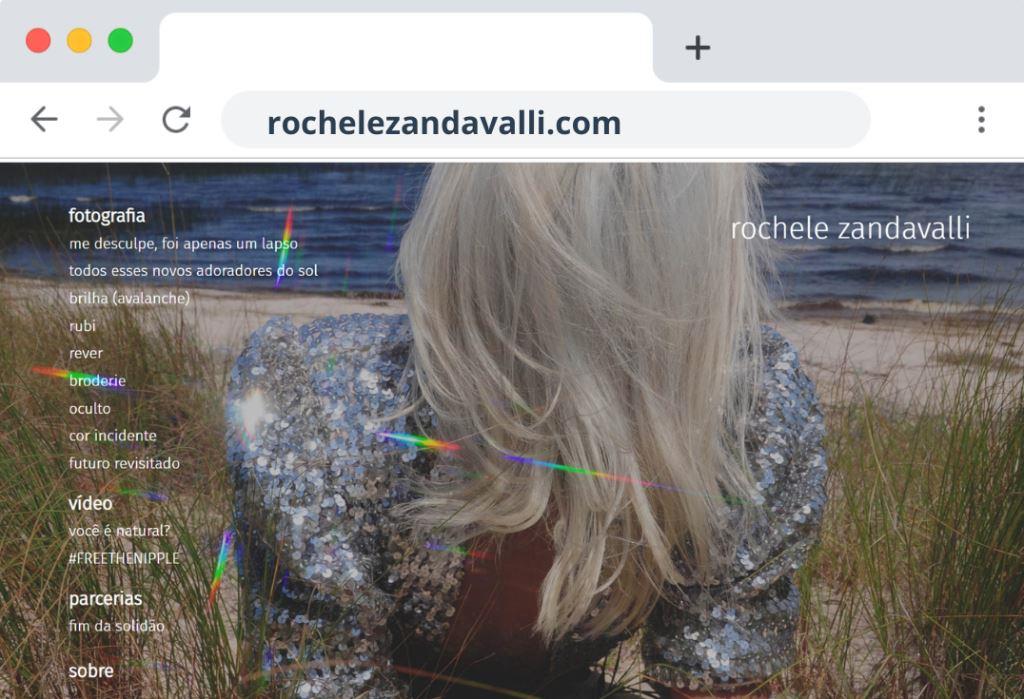 rochelezandavalli.com
rochele zandavalli
fotografia
me desculpe, foi apenas um lapso
todos esses novos adoradores do sol
brilha (avalanche)
rubi
rever
broderie
oculto
cor incidente
futuro revisitado
vídeo
você é natural?
#FREETHENIPPLE
parcerias
fim da solidão
sobre